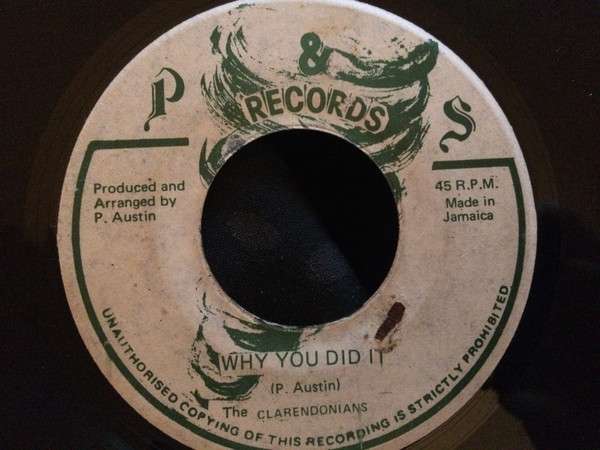 P & S
RECORDS
Produced and
Arranged by
P. Austin
45 R.P.M.
Made in
Jamaica
WHY YOU DID IT
(P. Austin)
The CLARENDONIANS
UNAUTHORISED COPYING OF THIS RECORDING IS STRICTLY PROHIBITED